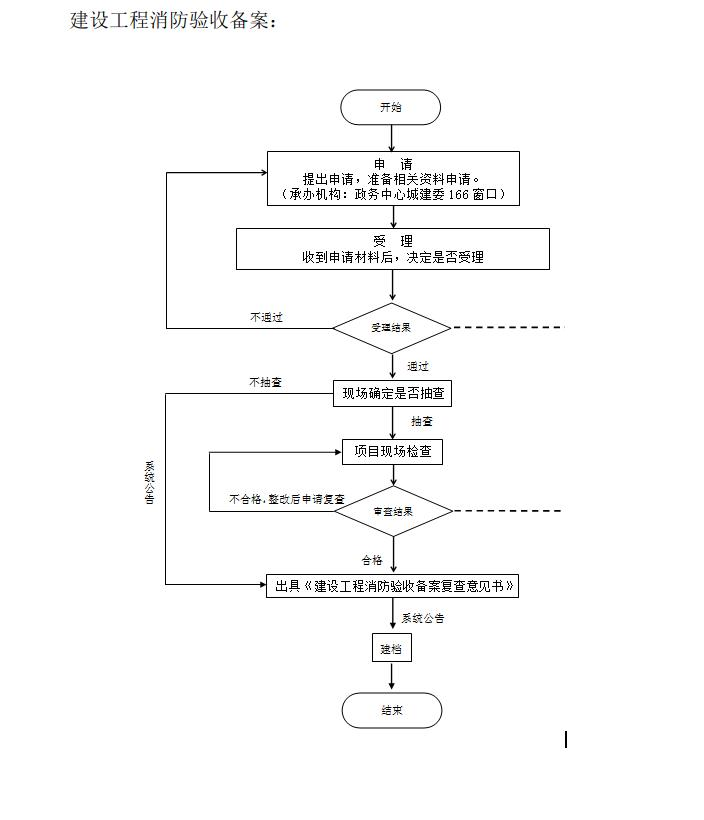 建设工程消防验收备案：
开始
申 请
提出申请，准备相关资料申请。
（承办机构：政务中心城建委 166 窗口）
受 理
收到申请材料后，决定是否受理
不通过
受理结果
通过
不抽查
现场确定是否抽查
抽查
项目现场检查
系统公告
不合格，整改后申请复查
审查结果
合格
出具《建设工程消防验收备案复查意见书》
系统公告
建档
结束